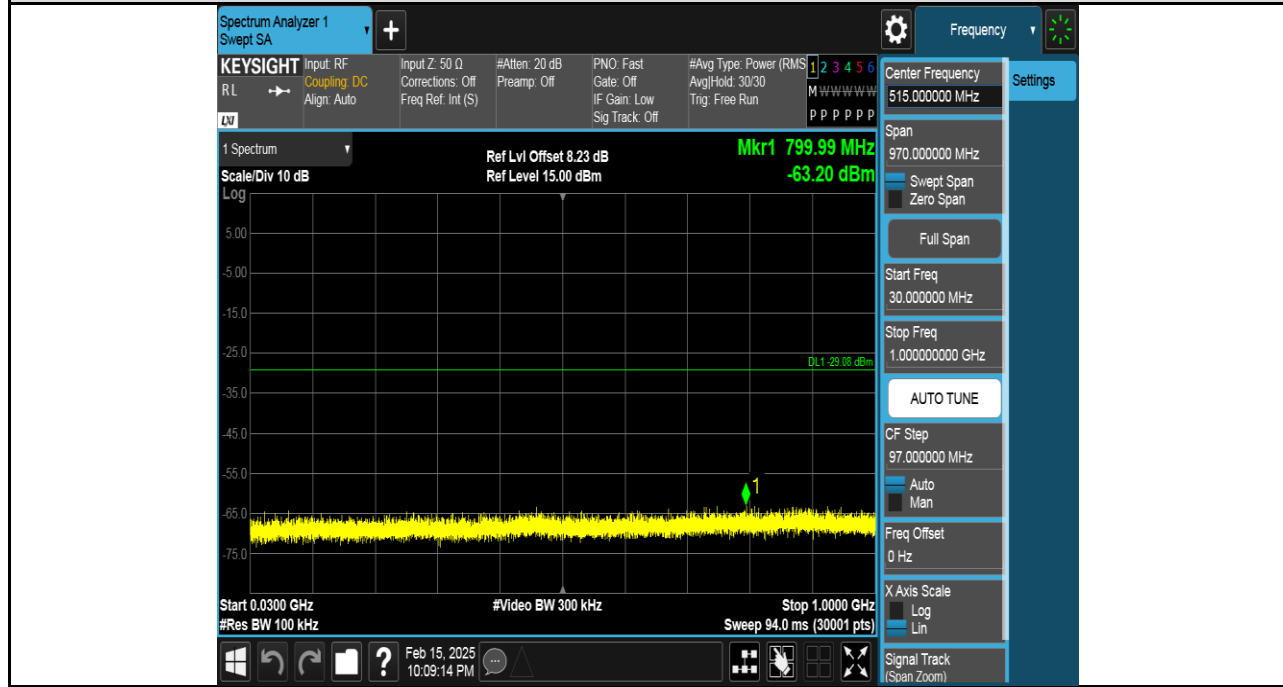 Spectrum Analyzer 1
Swept SA
+
Frequency
KEYSIGHT
RL
LXI
Input: RF
Coupling: DC
Align: Auto
Input Z: 50 Ω
Corrections: Off
Freq Ref: Int (S)
#Atten: 20 dB
Preamp: Off
PNO: Fast
Gate: Off
IF Gain: Low
Sig Track: Off
#Avg Type: Power (RMS
Avg|Hold: 30/30
Trig: Free Run
1 2 3 4 5 6
M W W W W W
P P P P P P
1 Spectrum
Scale/Div 10 dB
Log
Ref Lvl Offset 8.23 dB
Ref Level 15.00 dBm
Mkr1 799.99 MHz
-63.20 dBm
5.00
-5.00
-15.0
-25.0
DL1 -29.08 dBm
-35.0
-45.0
-55.0
1
-65.0
-75.0
Start 0.0300 GHz
#Res BW 100 kHz
#Video BW 300 kHz
Stop 1.0000 GHz
Sweep 94.0 ms (30001 pts)
Center Frequency
515.000000 MHz
Settings
Span
970.000000 MHz
Swept Span
Zero Span
Full Span
Start Freq
30.000000 MHz
Stop Freq
1.000000000 GHz
AUTO TUNE
CF Step
97.000000 MHz
Auto
Man
Freq Offset
0 Hz
X Axis Scale
Log
Lin
Signal Track
(Span Zoom)
?
Feb 15, 2025
10:09:14 PM